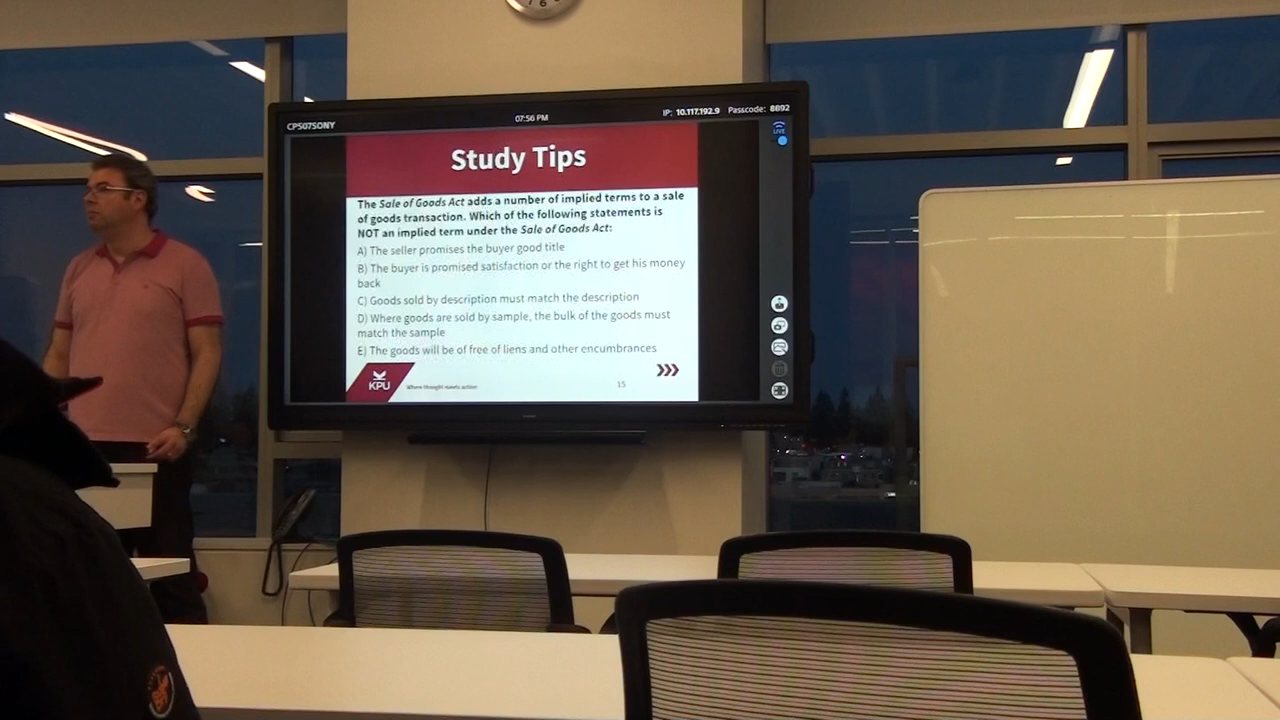 CP507SONY
07:56 PM
IP: 10.117.192.9 Passcode: 8892
LIVE
Study Tips
The Sale of Goods Act adds a number of implied terms to a sale
of goods transaction. Which of the following statements is
NOT an implied term under the Sale of Goods Act:
A) The seller promises the buyer good title
B) The buyer is promised satisfaction or the right to get his money
back
C) Goods sold by description must match the description
D) Where goods are sold by sample, the bulk of the goods must
match the sample
E) The goods will be of free of liens and other encumbrances
KPU
Where thought meets action
15